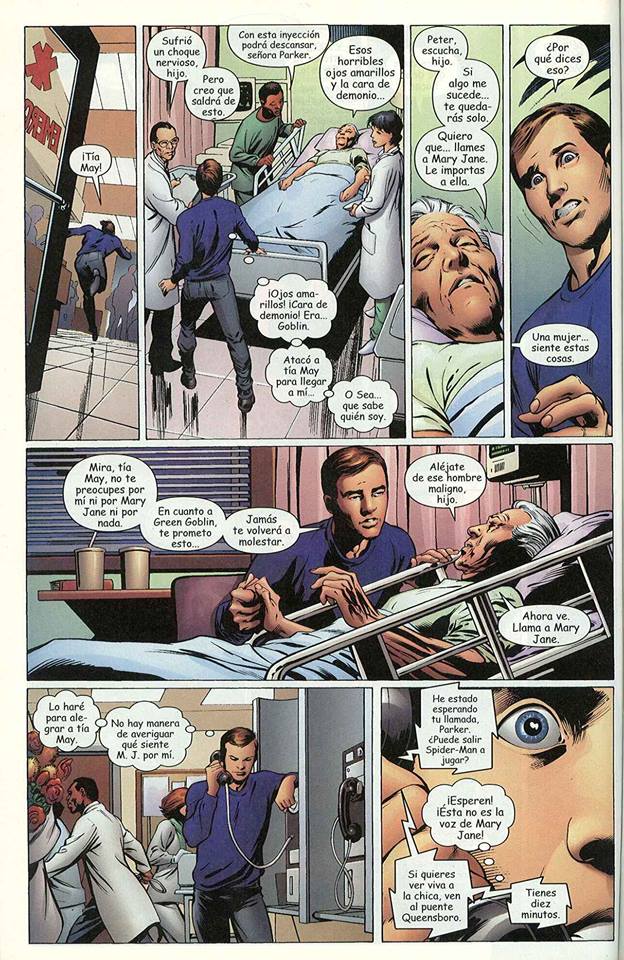 EMERG
¡Tía
May!
Sufrió
un choque
nervioso,
hijo.
Pero
creo que
saldrá de
esto.
Con esta inyección
podrá descansar,
señora Parker.
Esos
horribles
ojos amarillos
y la cara
de demonio...
¡Ojos ama-
rillos! ¡Cara de
demonio! Era...
Goblin.
Atacó a
tía May
para llegar
a mí...
O Sea...
que sabe
quién soy.
Peter,
escucha,
hijo.
Si
algo me
sucede...
te queda-
rás solo.
Quiero
que... llames
a Mary Jane.
Le importas
a ella.
¿Por
qué dices
eso?
Una mujer...
siente estas
cosas.
Mira, tía
May, no te
preocupes por
mí ni por Mary
Jane ni por
nada.
En cuanto a
Green Goblin,
te prometo
esto...
Jamás
te volverá a
molestar.
Aléjate
de ese hombre
maligno,
hijo.
Ahora ve.
Llama a Mary
Jane.
Lo haré
para ale-
grar a tía
May.
No hay manera
de averiguar
qué siente
M. J. por mí.
He estado
esperando
tu llamada,
Parker.
¿Puede salir
Spider-Man a
jugar?
¡Esperen!
¡Ésta no es la
voz de Mary
Jane!
Si quieres
ver viva a
la chica, ven
al puente
Queensboro.
Tienes
diez
minutos.